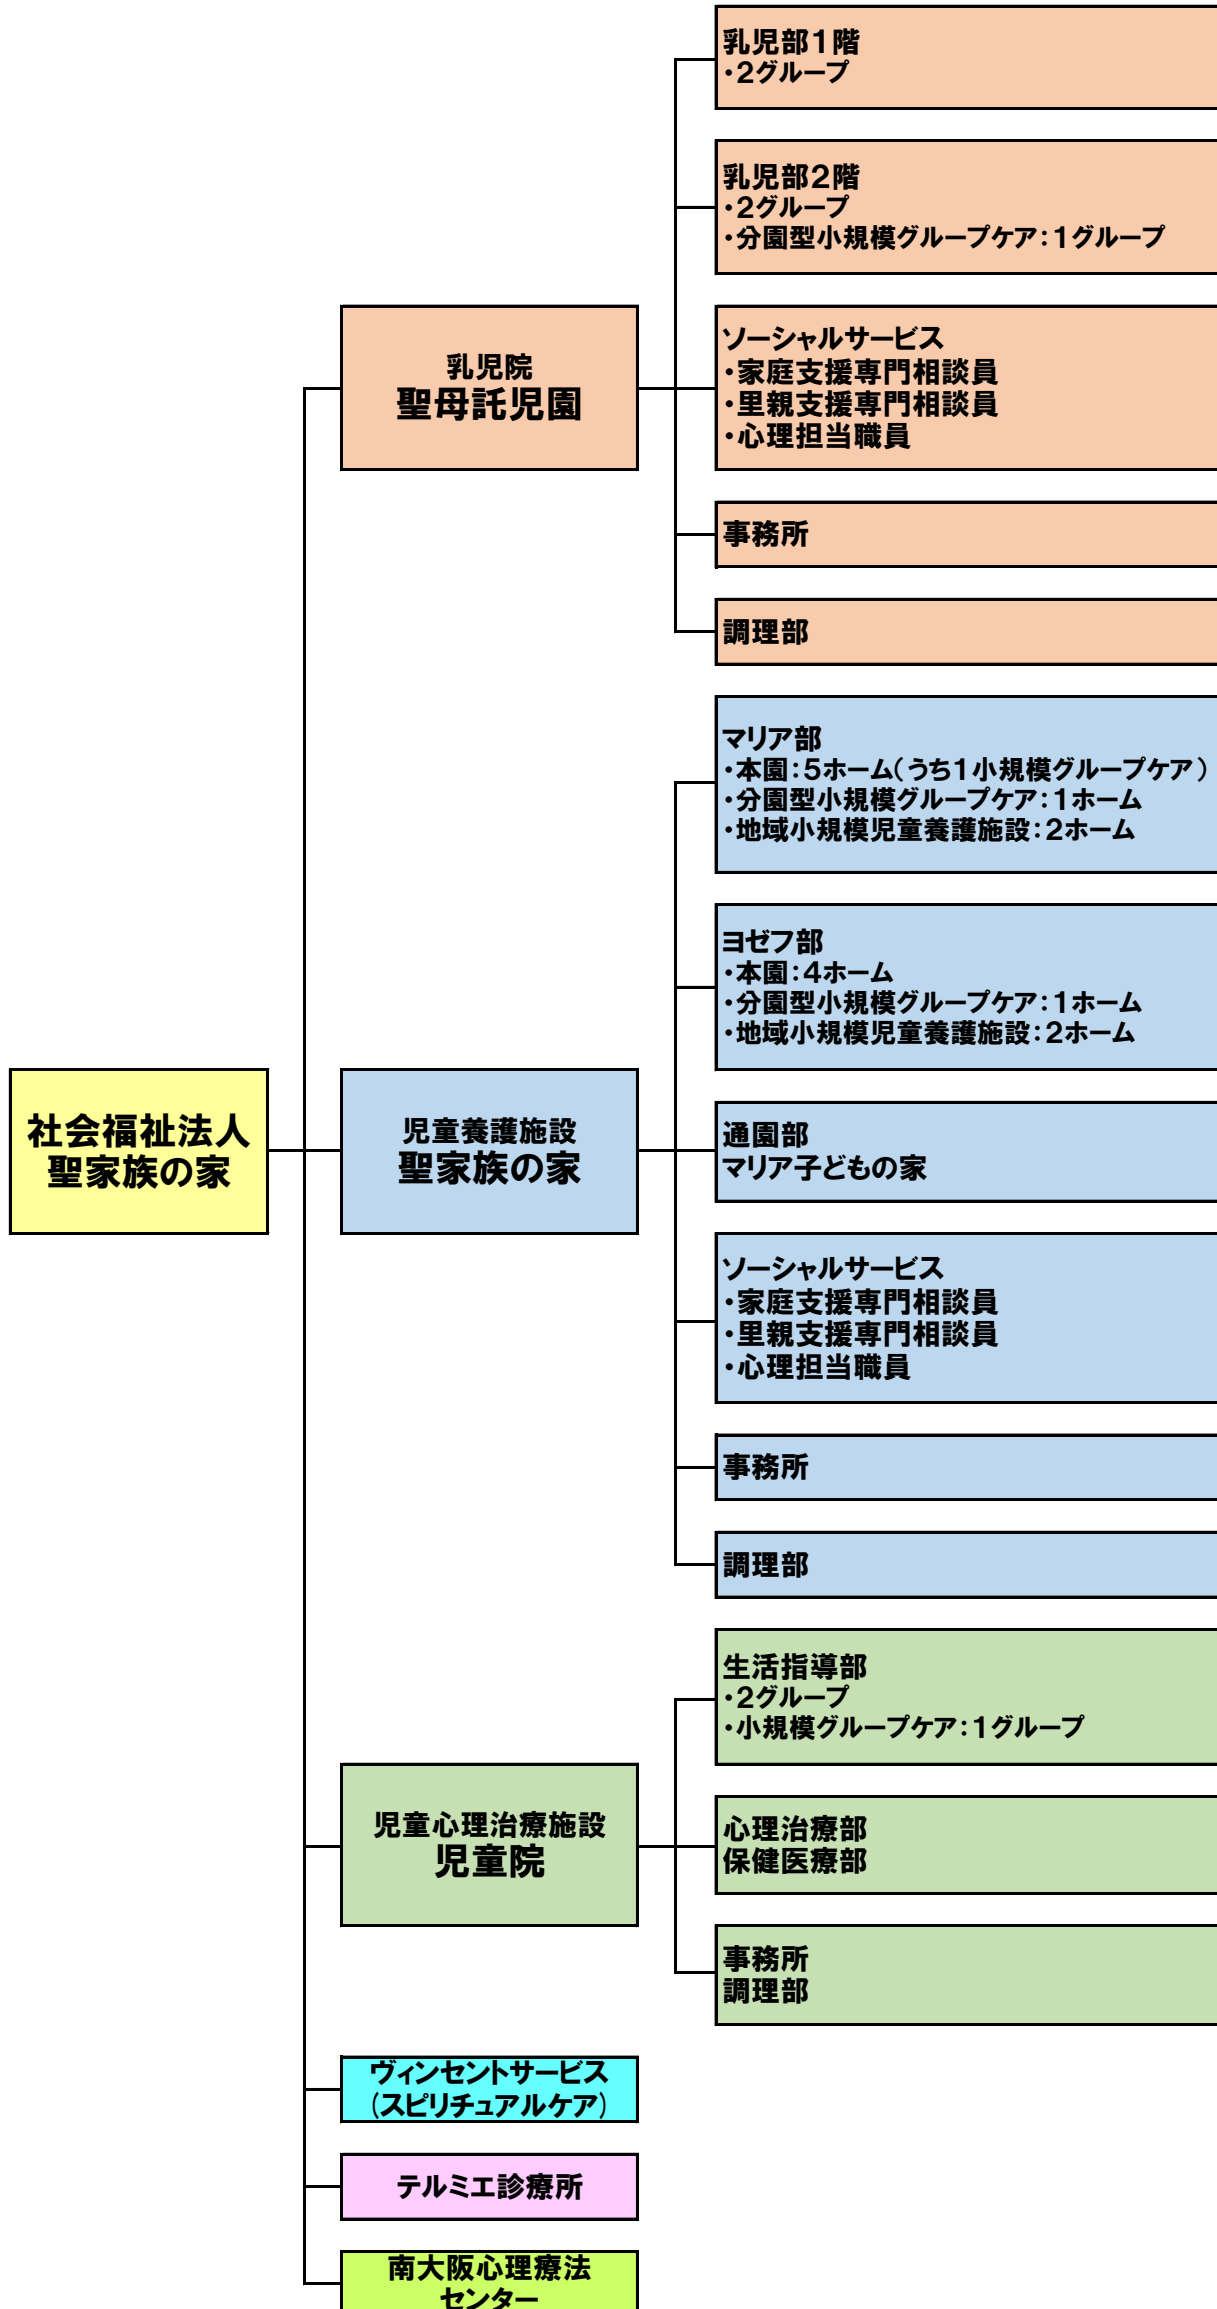 社会福祉法人
聖家族の家
乳児院
聖母託児園
乳児部1階
・2グループ
乳児部2階
・2グループ
・分園型小規模グループケア：1グループ
ソーシャルサービス
・家庭支援専門相談員
・里親支援専門相談員
・心理担当職員
事務所
調理部
児童養護施設
聖家族の家
マリア部
・本園：5ホーム（うち1小規模グループケア）
・分園型小規模グループケア：1ホーム
・地域小規模児童養護施設：2ホーム
ヨゼフ部
・本園：4ホーム
・分園型小規模グループケア：1ホーム
・地域小規模児童養護施設：2ホーム
通園部
マリア子どもの家
ソーシャルサービス
・家庭支援専門相談員
・里親支援専門相談員
・心理担当職員
事務所
調理部
児童心理治療施設
児童院
生活指導部
・2グループ
・小規模グループケア：1グループ
心理治療部
保健医療部
事務所
調理部
ヴィンセントサービス
（スピリチュアルケア）
テルミエ診療所
南大阪心理療法
センター